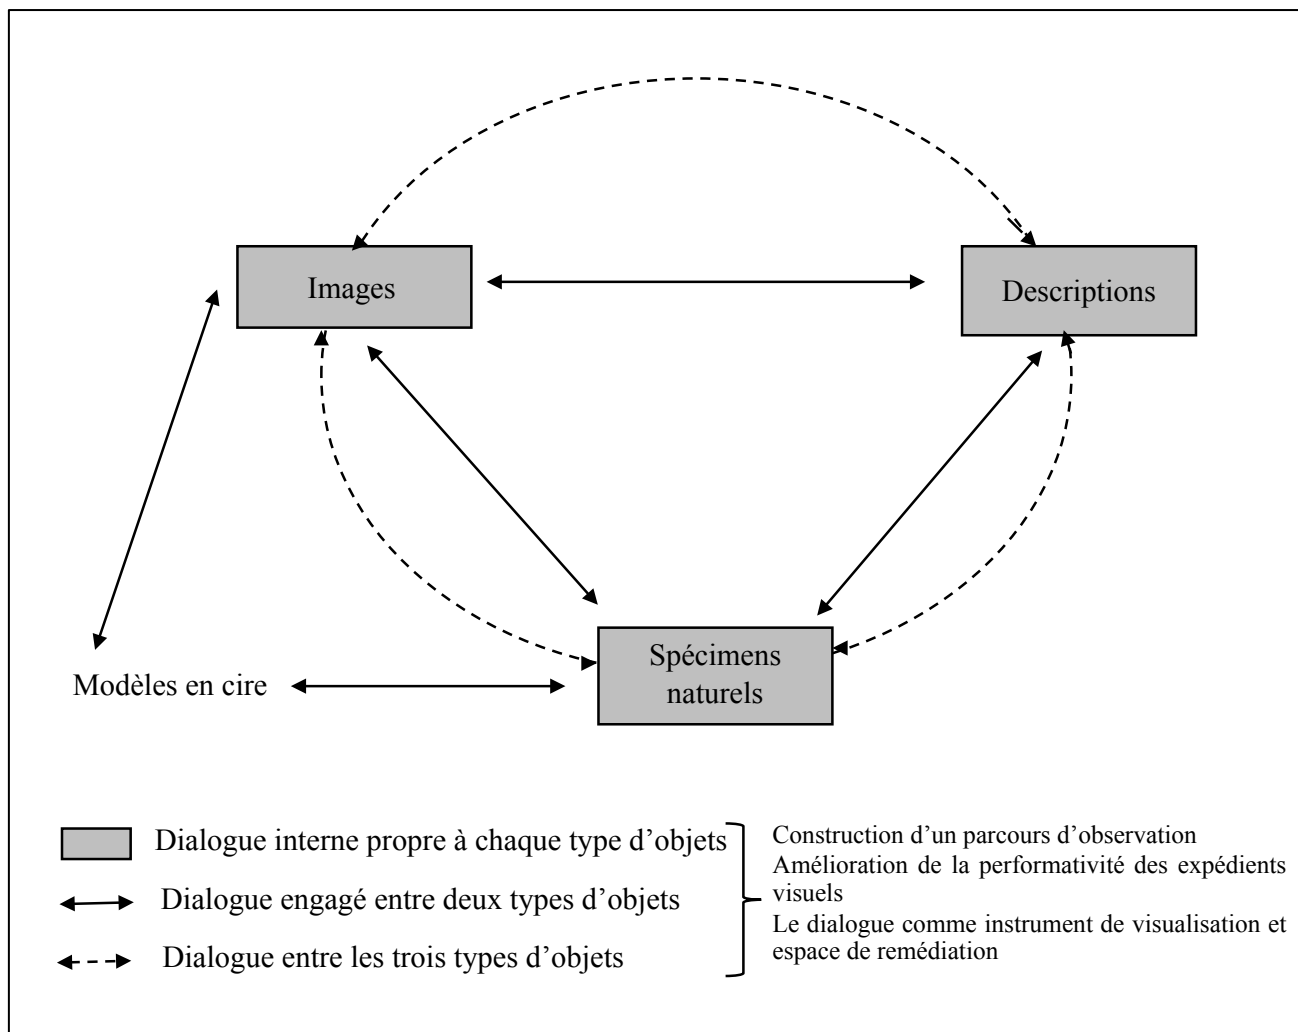 Images
Descriptions
Spécimens
naturels
Modèles en cire
Dialogue interne propre à chaque type d’objets
Dialogue engagé entre deux types d’objets
Dialogue entre les trois types d’objets
Construction d’un parcours d’observation
Amélioration de la performativité des expédients
visuels
Le dialogue comme instrument de visualisation et
espace de remédiation